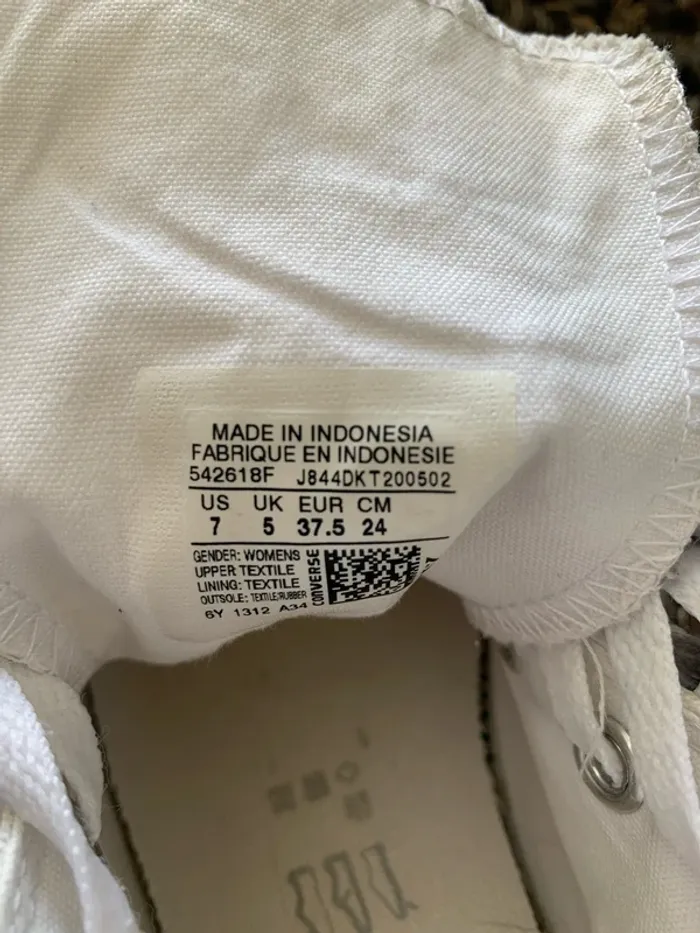 MADE IN INDONESIA
FABRIQUE EN INDONESIE
542618F J844DKT200502
US UK EUR CM
7 5 37.5 24
GENDER: WOMENS
UPPER TEXTILE
LINING: TEXTILE
OUTSOLE: TEXTILE/RUBBER
6Y 1312 A34
CONVERSE